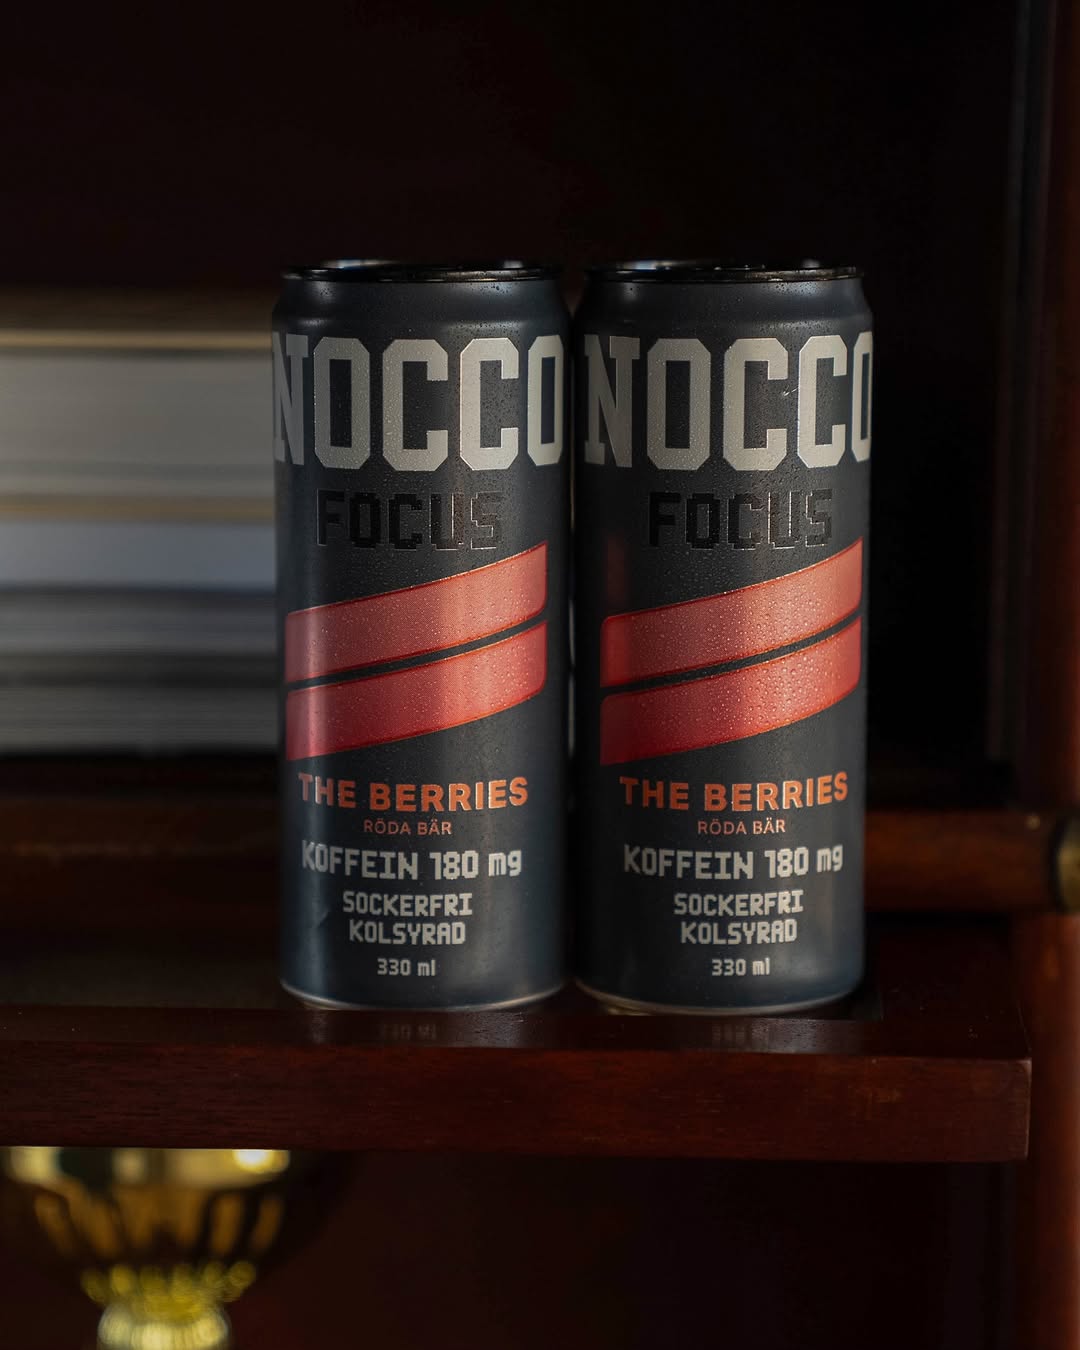 NOCCO
FOCUS
THE BERRIES
RÖDA BÄR
KOFFEIN 180 mg
SOCKERFRI
KOLSYRAD
330 ml
NOCCO
FOCUS
THE BERRIES
RÖDA BÄR
KOFFEIN 180 mg
SOCKERFRI
KOLSYRAD
330 ml